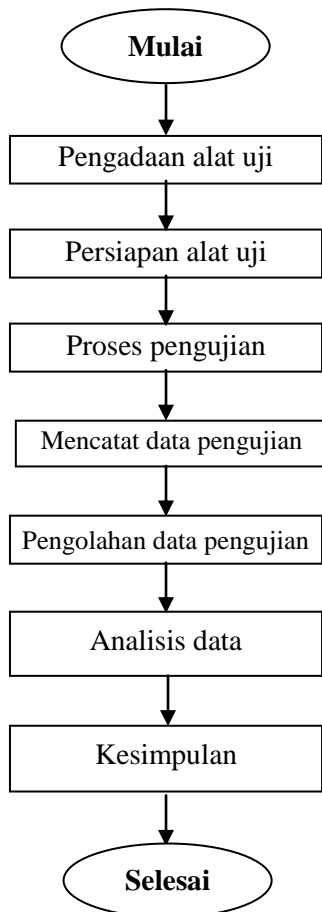 Mulai
Pengadaan alat uji
Persiapan alat uji
Proses pengujian
Mencatat data pengujian
Pengolahan data pengujian
Analisis data
Kesimpulan
Selesai